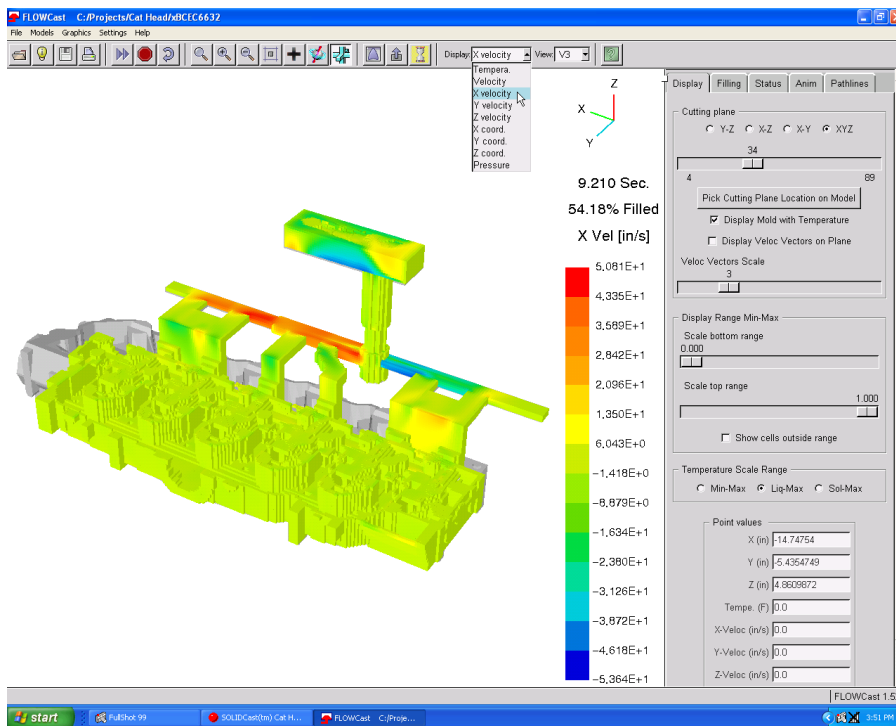 FLOWCast C:/Projects/Cat Head/xBCEC6632
File Models Graphics Settings Help
Display: X velocity View: V3
Tempera.
Velocity
X velocity
Y velocity
Z velocity
X coord.
Y coord.
Z coord.
Pressure
Z
X
Y
9.210 Sec.
54.18% Filled
X Vel [in/s]
5.081E+1
4.335E+1
3.589E+1
2.842E+1
2.096E+1
1.350E+1
6.043E+0
-1.418E+0
-8.879E+0
-1.634E+1
-2.380E+1
-3.126E+1
-3.872E+1
-4.618E+1
-5.364E+1
Display Filling Status Anim Pathlines
Cutting plane
Y-Z X-Z X-Y XYZ
34
4 89
Pick Cutting Plane Location on Model
Display Mold with Temperature
Display Veloc Vectors on Plane
Veloc Vectors Scale
3
Display Range Min-Max
Scale bottom range
0.000
Scale top range
1.000
Show cells outside range
Temperature Scale Range
Min-Max Liq-Max Sol-Max
Point values
X (in) -14.74754
Y (in) -5.4354749
Z (in) 4.8609872
Tempe. (F) 0.0
X-Veloc (in/s) 0.0
Y-Veloc (in/s) 0.0
Z-Veloc (in/s) 0.0
FLOWCast 1.5
start FullShot 99 SOLIDCast(tm) Cat H... FLOWCast C:/Proje... 3:51 PM